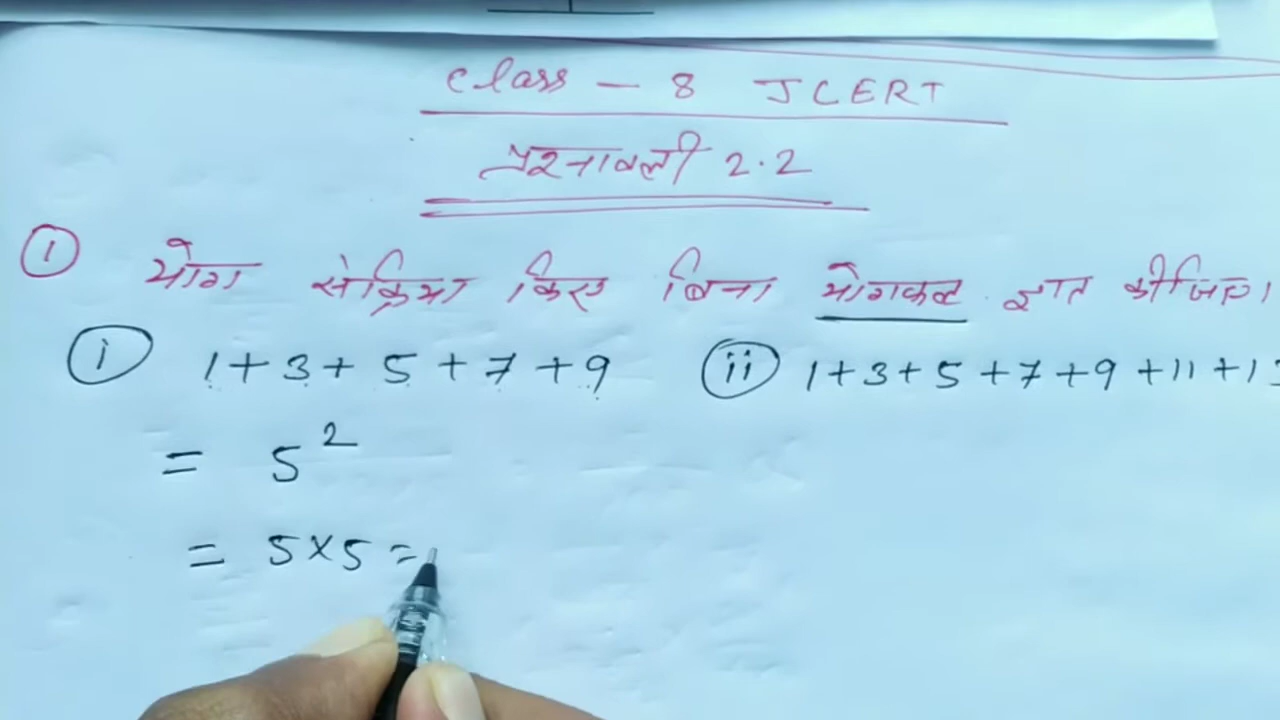 Class - 8 JCERT
प्रश्नावली 2.2
① योग संक्रिया किए बिना योगफल ज्ञात कीजिए।
ⓘ 1+3+5+7+9 ⓘⓘ 1+3+5+7+9+11+13
= 5²
= 5×5=